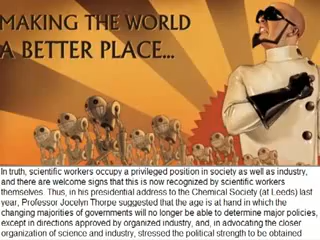 MAKING THE WORLD
A BETTER PLACE...
In truth, scientific workers occupy a privileged position in society as well as industry,
and there are welcome signs that this is now recognized by scientific workers
themselves. Thus, in his presidential address to the Chemical Society (at Leeds) last
year, Professor Jocelyn Thorpe suggested that the age is at hand in which the
changing majorities of governments will no longer be able to determine major policies,
except in directions approved by organized industry, and, in advocating the closer
organization of science and industry, stressed the political strength to be obtained